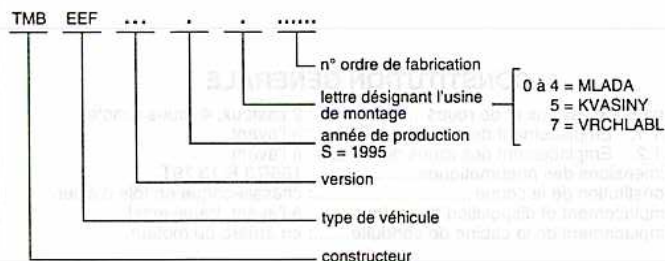 TMB EEF ... . . ......
n° ordre de fabrication
lettre désignant l'usine
de montage
0 à 4 = MLADA
5 = KVASINY
7 = VRCHLABL
année de production
S = 1995
version
type de véhicule
constructeur